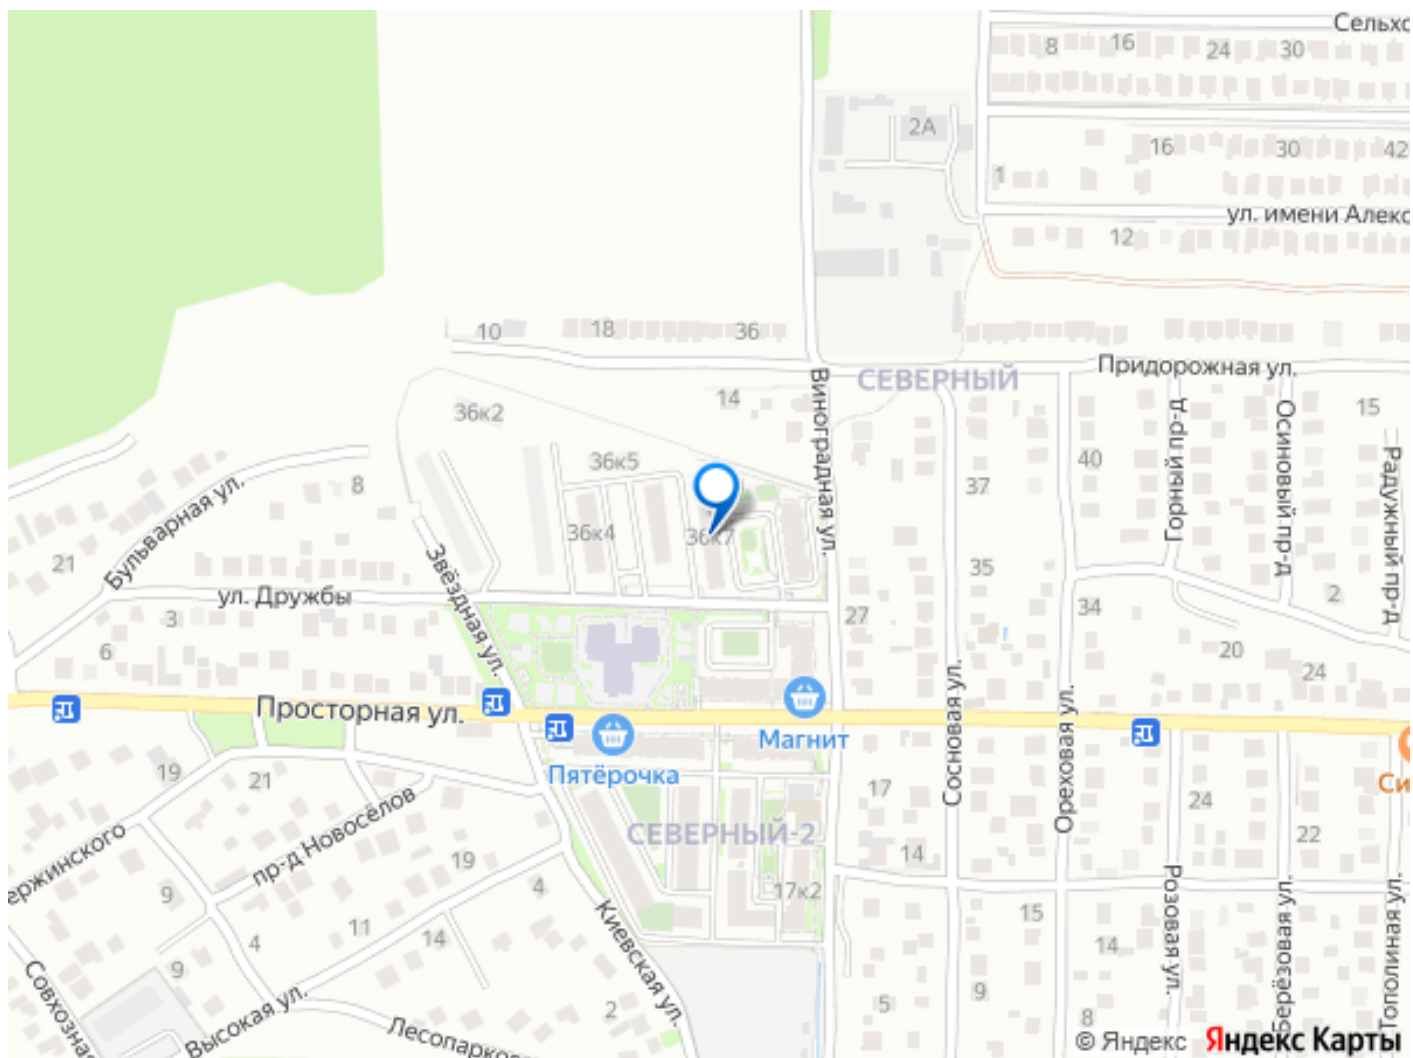 Сельхо
8
16
24
30
2А
16
30
42
1
ул. имени Алекс
12
10
18
36
Придорожная ул.
СЕВЕРНЫЙ
Виноградная ул.
14
36к2
15
Горный пр-д
Осиновый пр-д
Радужный пр-д
36к5
40
8
37
36к4
36к7
Бульварная ул.
21
Звёздная ул.
35
ул. Дружбы
3
27
34
2
6
20
24
Просторная ул.
Сосновая ул.
Ореховая ул.
Магнит
Пятёрочка
19
21
17
Си
24
пр-д Новосёлов
СЕВЕРНЫЙ-2
22
ержинского
19
14
9
4
17к2
Киевская ул.
Розовая ул.
Берёзовая ул.
Тополиная ул.
11
14
15
4
14
9
Совхозна
Высокая ул.
2
5
9
8
Лесопарков
© Яндекс Яндекс Карты